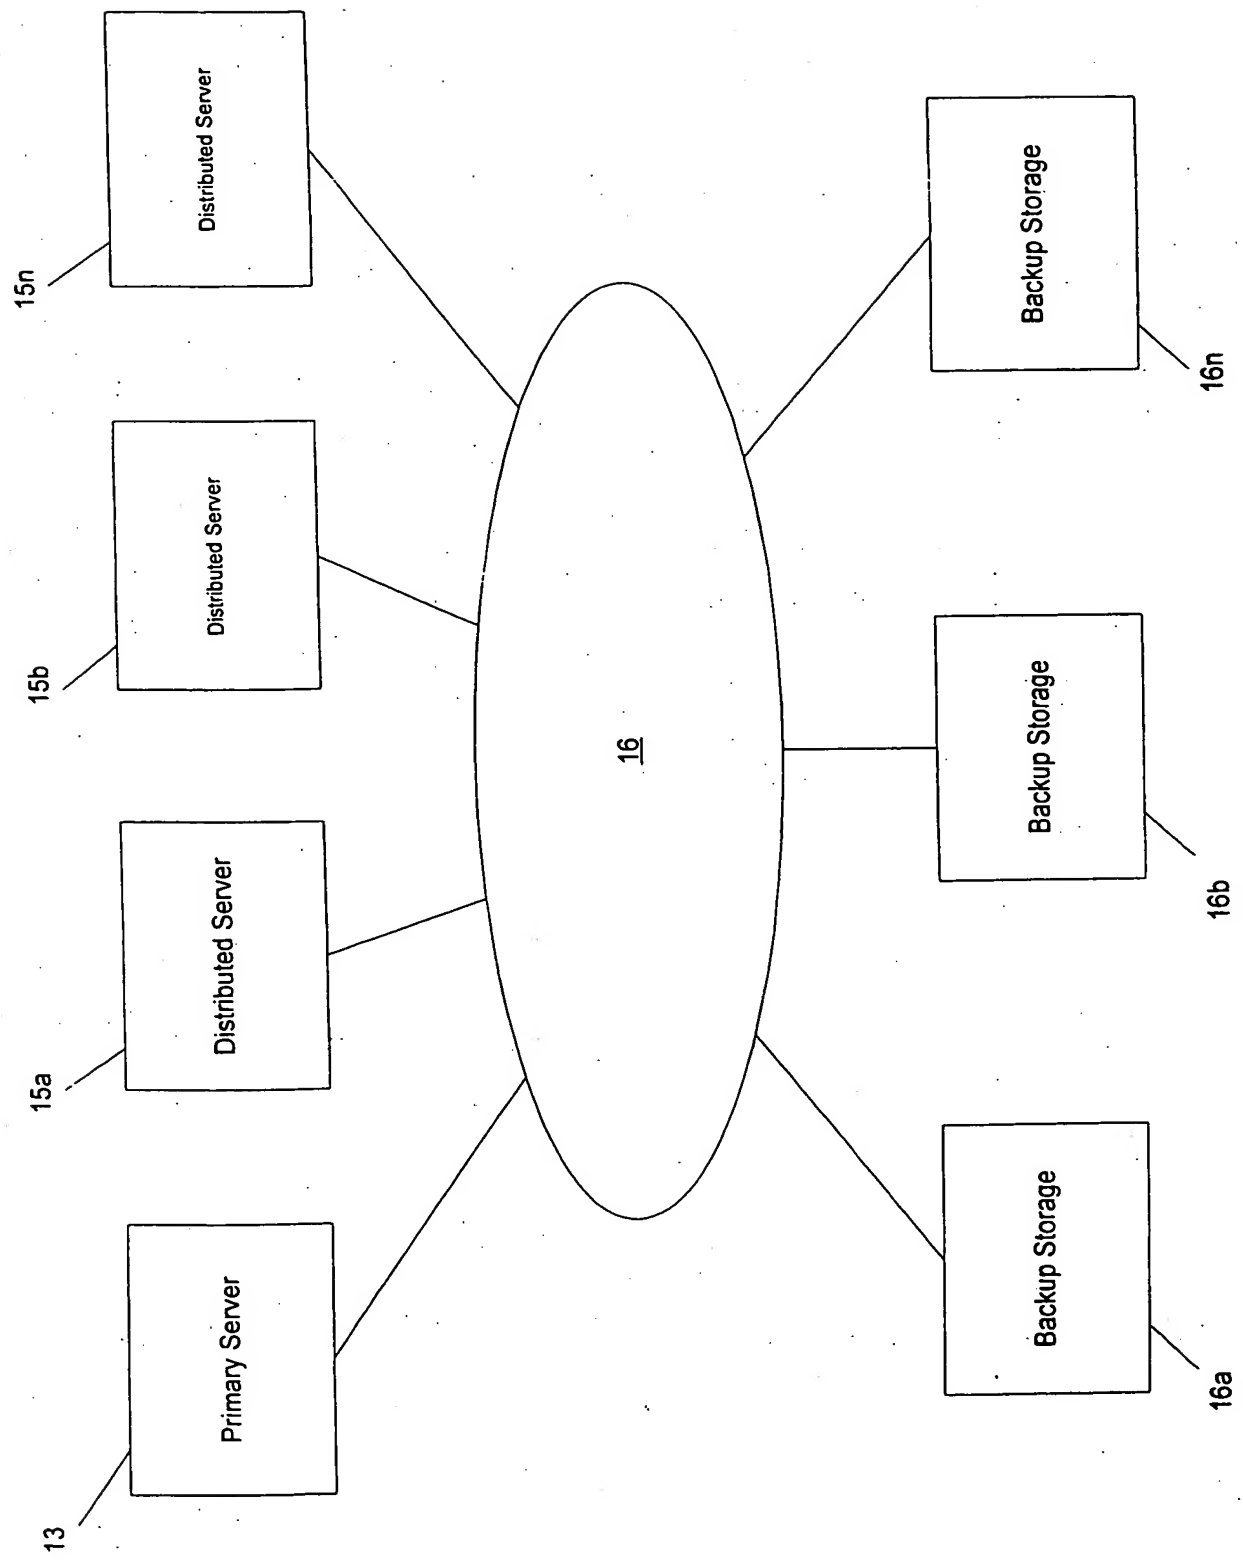 13
Primary Server
15a
Distributed Server
15b
Distributed Server
15n
Distributed Server
16
Backup Storage
16a
Backup Storage
16b
Backup Storage
16n